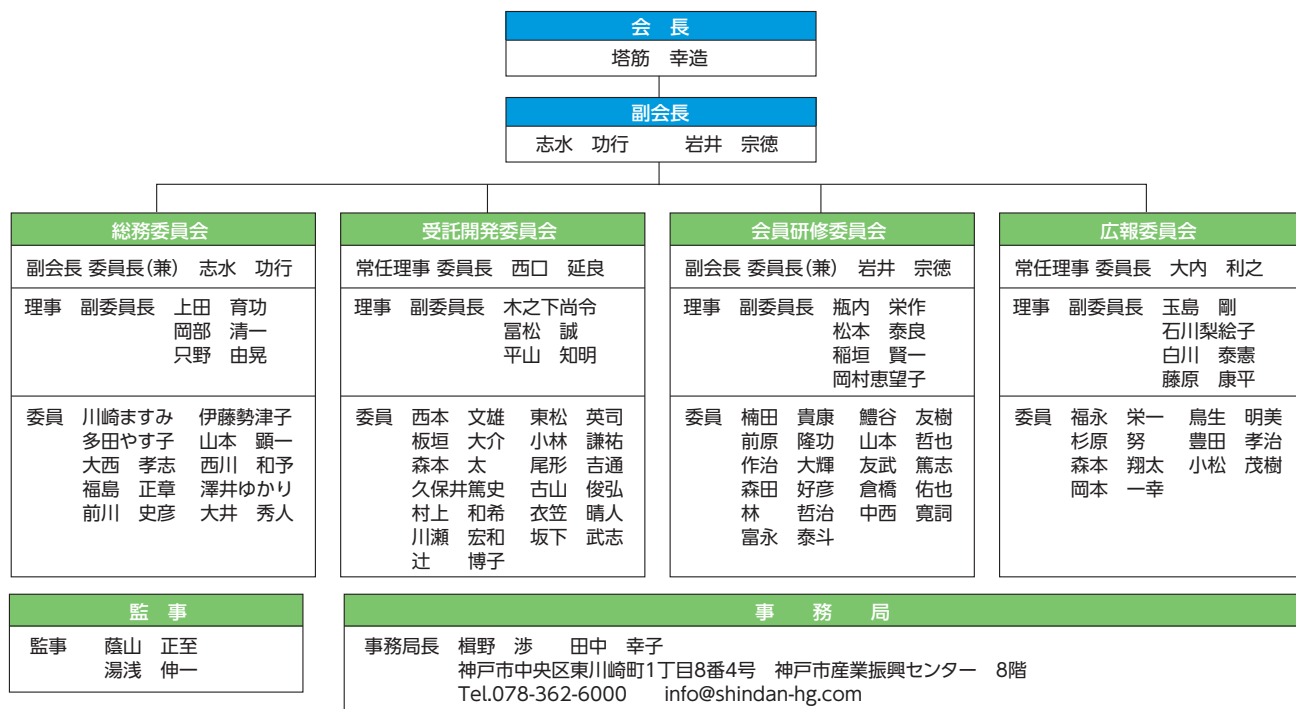 会　長
塔筋　幸造
副会長
志水　功行　　岩井　宗徳
総務委員会
副会長 委員長(兼)　志水　功行
理事　副委員長　上田　育功
岡部　清一
只野　由晃
委員　川崎ますみ　伊藤勢津子
多田やす子　山本　顕一
大西　孝志　西川　和予
福島　正章　澤井ゆかり
前川　史彦　大井　秀人
受託開発委員会
常任理事 委員長　西口　延良
理事　副委員長　木之下尚令
冨松　誠
平山　知明
委員　西本　文雄　東松　英司
板垣　大介　小林　謙祐
森本　太　尾形　吉通
久保井篤史　古山　俊弘
村上　和希　衣笠　晴人
川瀬　宏和　坂下　武志
辻　　博子
会員研修委員会
副会長 委員長(兼)　岩井　宗徳
理事　副委員長　瓶内　栄作
松本　泰良
稲垣　賢一
岡村恵望子
委員　楠田　貴康　鱧谷　友樹
前原　隆功　山本　哲也
作治　大輝　友武　篤志
森田　好彦　倉橋　佑也
林　　哲治　中西　寛詞
富永　泰斗
広報委員会
常任理事 委員長　大内　利之
理事　副委員長　玉島　剛
石川梨絵子
白川　泰憲
藤原　康平
委員　福永　栄一　鳥生　明美
杉原　努　豊田　孝治
森本　翔太　小松　茂樹
岡本　一幸
監　事
監事　蔭山　正至
湯浅　伸一
事　務　局
事務局長　楫野　渉　　田中　幸子
神戸市中央区東川崎町1丁目8番4号　神戸市産業振興センター　8階
Tel.078-362-6000　　info@shindan-hg.com